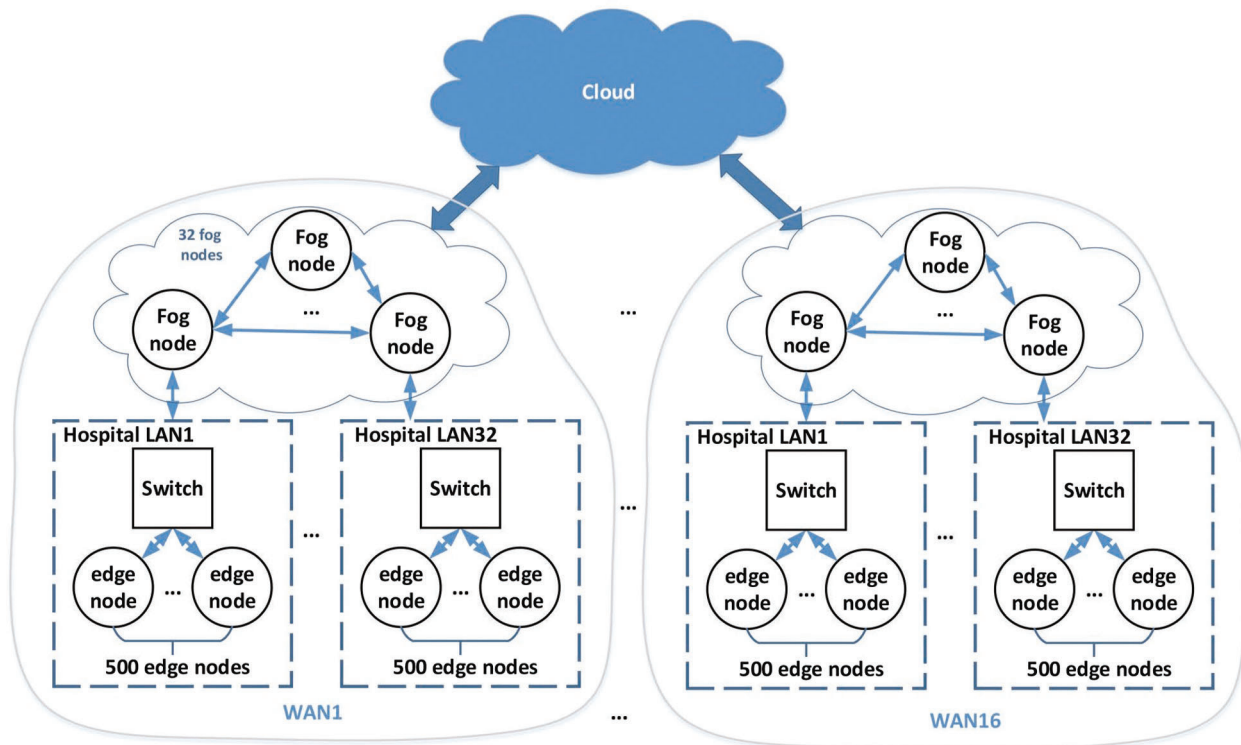 Cloud
32 fog
nodes
Fog
node
...
Fog
node
Fog
node
...
Fog
node
...
Fog
node
Fog
node
Hospital LAN1
Switch
edge
node
...
edge
node
500 edge nodes
...
Hospital LAN32
Switch
edge
node
...
edge
node
500 edge nodes
WAN1
...
Hospital LAN1
Switch
edge
node
...
edge
node
500 edge nodes
...
Hospital LAN32
Switch
edge
node
...
edge
node
500 edge nodes
...
WAN16